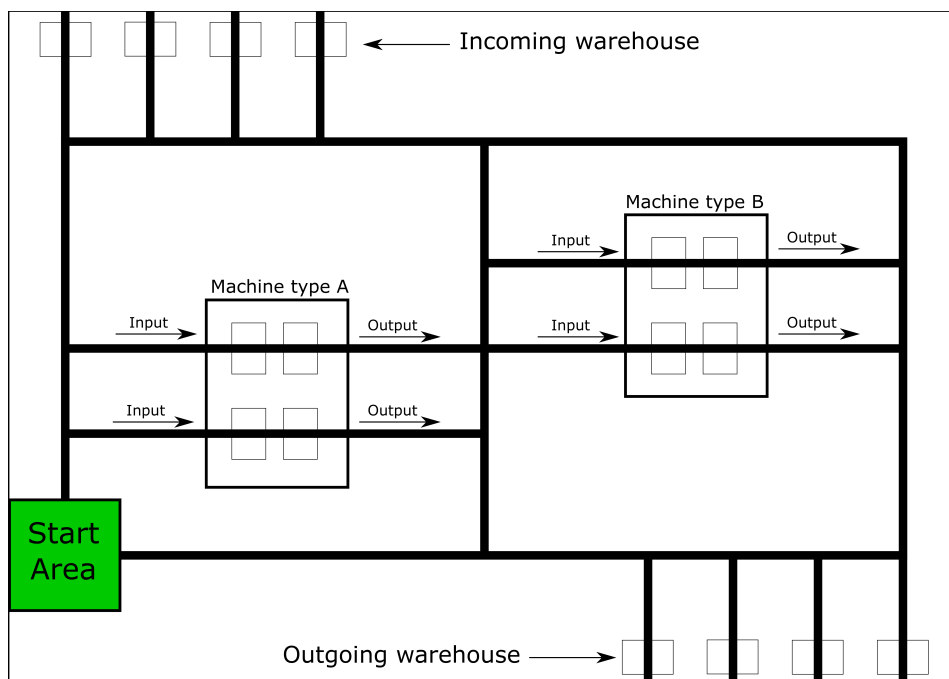 Incoming warehouse
Machine type B
Input
Output
Machine type A
Input
Output
Input
Output
Input
Output
Start
Area
Outgoing warehouse